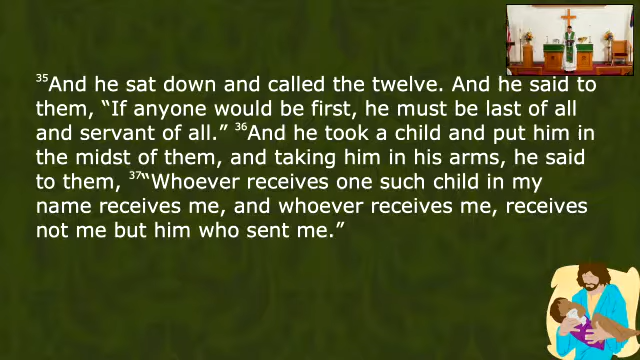 ³⁵And he sat down and called the twelve. And he said to
them, “If anyone would be first, he must be last of all
and servant of all.” ³⁶And he took a child and put him in
the midst of them, and taking him in his arms, he said
to them, ³⁷“Whoever receives one such child in my
name receives me, and whoever receives me, receives
not me but him who sent me.”